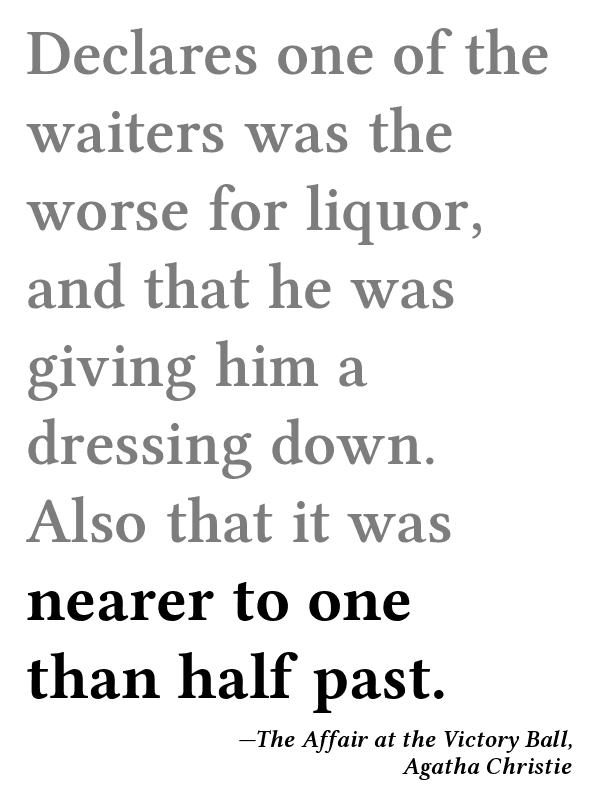 Declares one of the
waiters was the
worse for liquor,
and that he was
giving him a
dressing down.
Also that it was
nearer to one
than half past.
—The Affair at the Victory Ball,
Agatha Christie